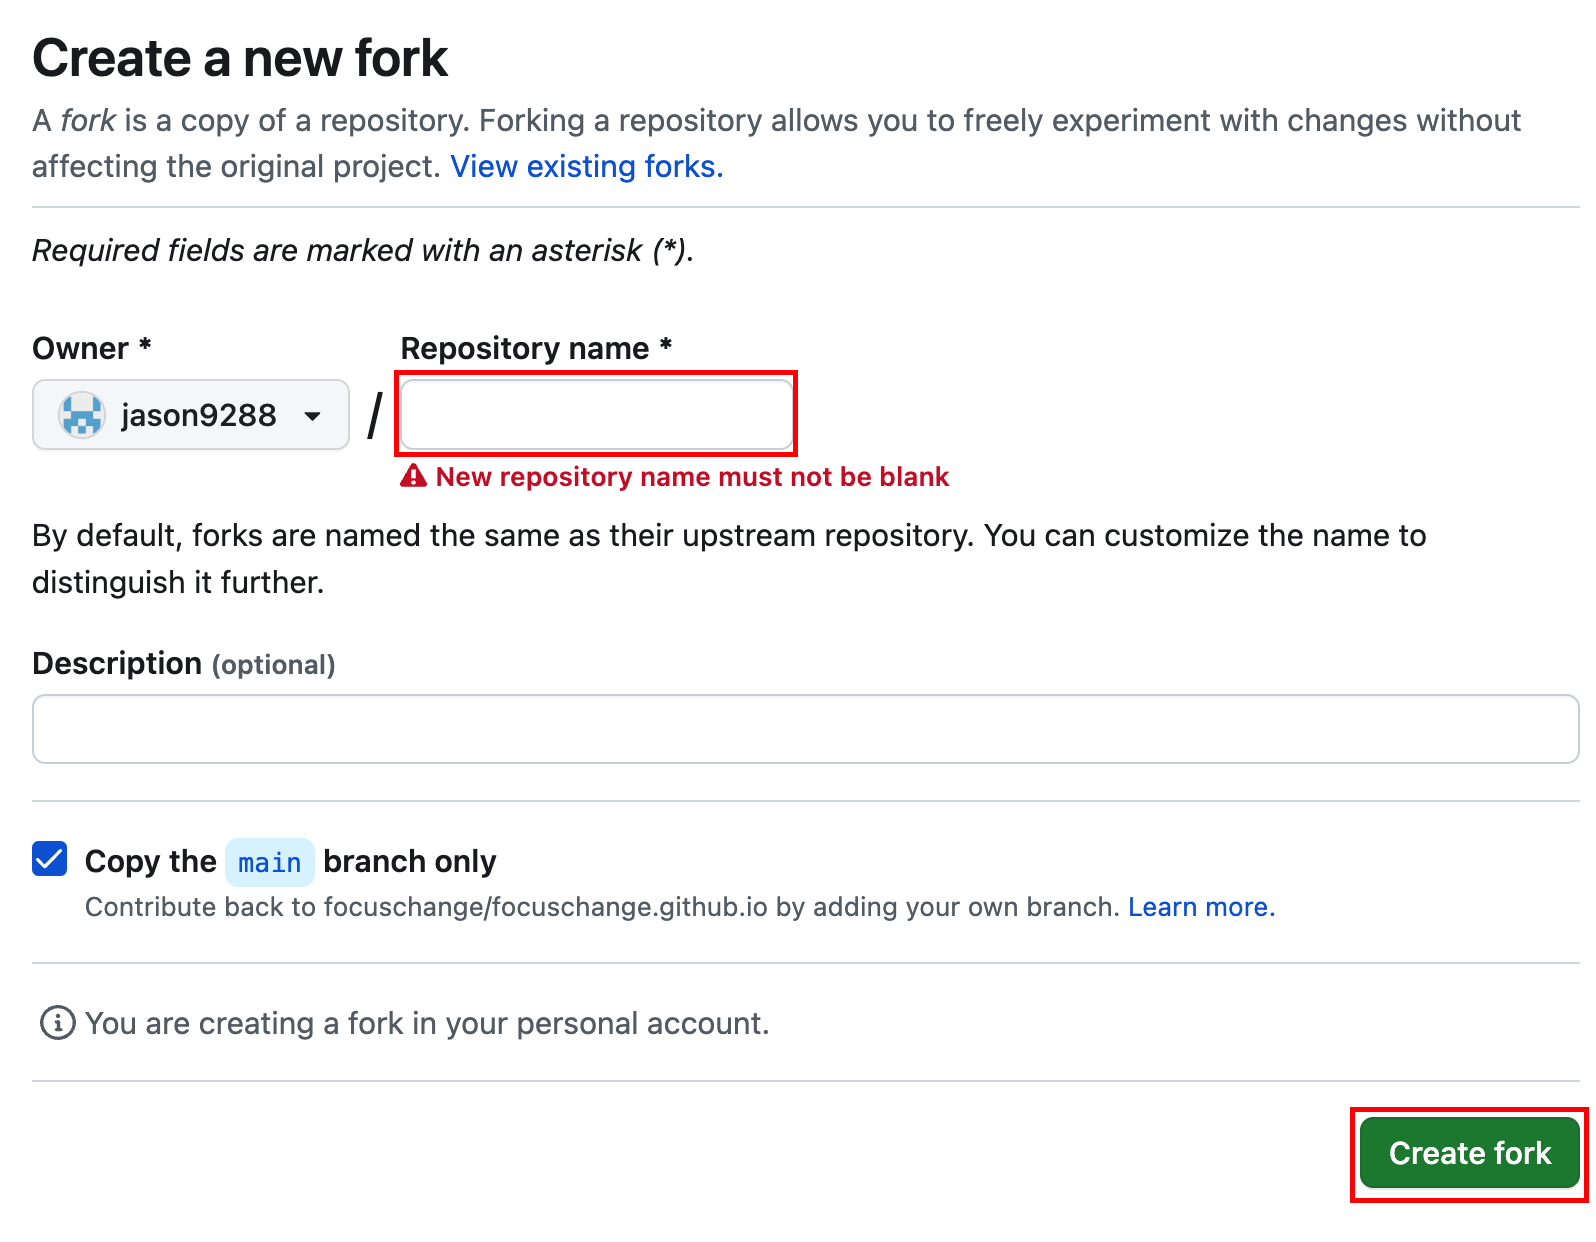 Create a new fork
A fork is a copy of a repository. Forking a repository allows you to freely experiment with changes without
affecting the original project. View existing forks.
Required fields are marked with an asterisk (*).
Owner *
Repository name *
jason9288
/
New repository name must not be blank
By default, forks are named the same as their upstream repository. You can customize the name to
distinguish it further.
Description (optional)
Copy the main branch only
Contribute back to focuschange/focuschange.github.io by adding your own branch. Learn more.
You are creating a fork in your personal account.
Create fork